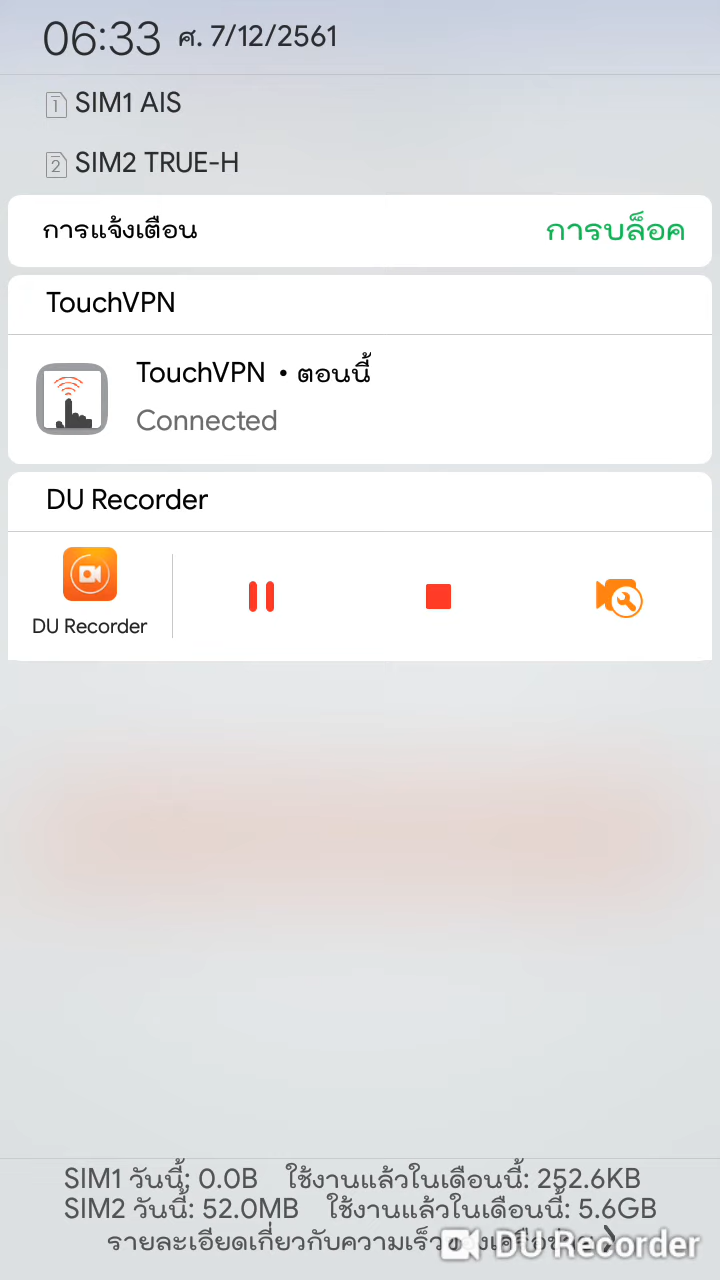 06:33 ศ. 7/12/2561
1 SIM1 AIS
2 SIM2 TRUE-H
การแจ้งเตือน การบล็อค
TouchVPN
TouchVPN • ตอนนี้
Connected
DU Recorder
DU Recorder
SIM1 วันนี้: 0.0B ใช้งานแล้วในเดือนนี้: 252.6KB
SIM2 วันนี้: 52.0MB ใช้งานแล้วในเดือนนี้: 5.6GB
รายละเอียดเกี่ยวกับความเร็ว
DU Recorder